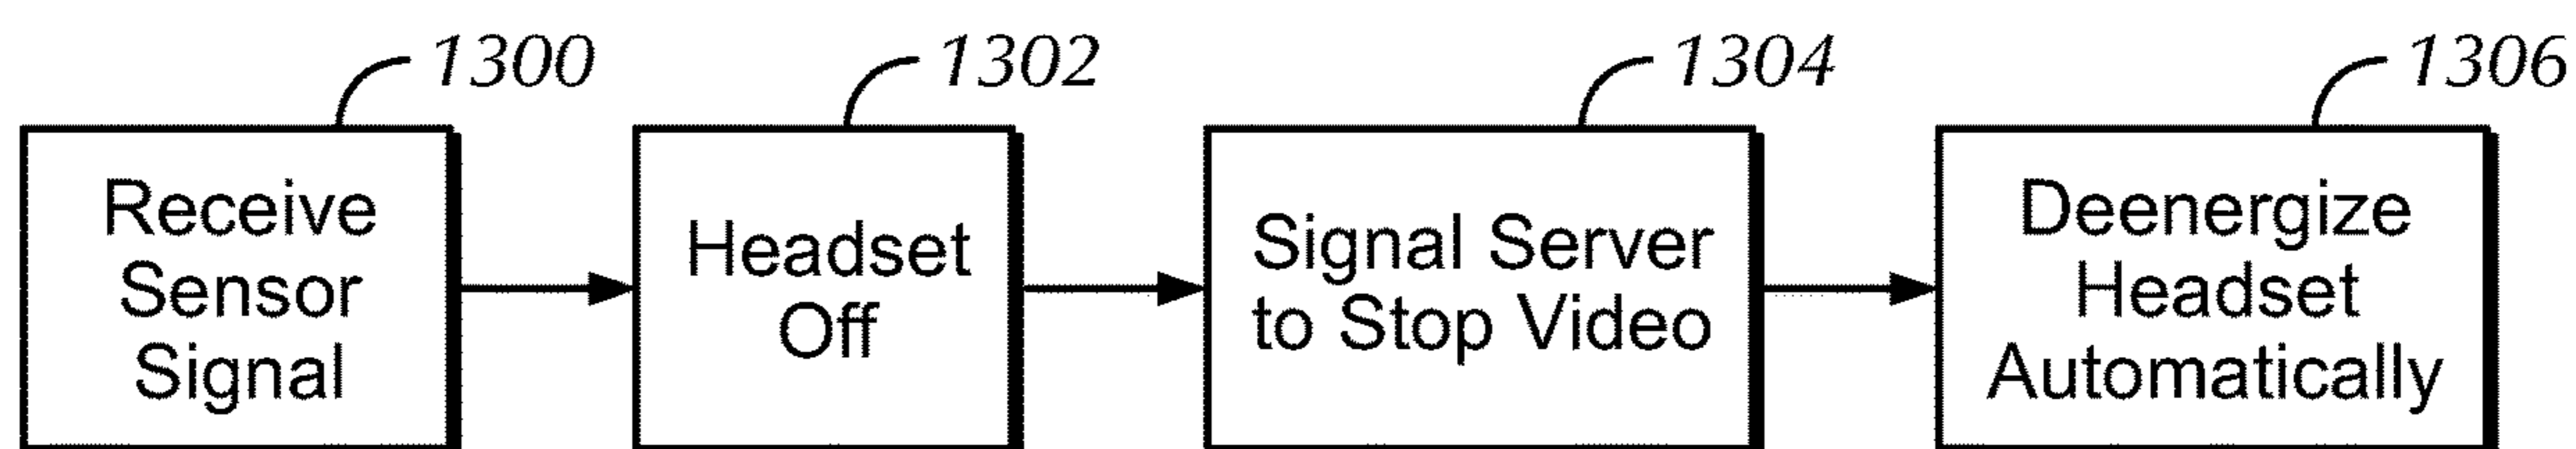 1300
1302
1304
1306
Receive
Sensor
Signal
Headset
Off
Signal Server
to Stop Video
Deenergize
Headset
Automatically